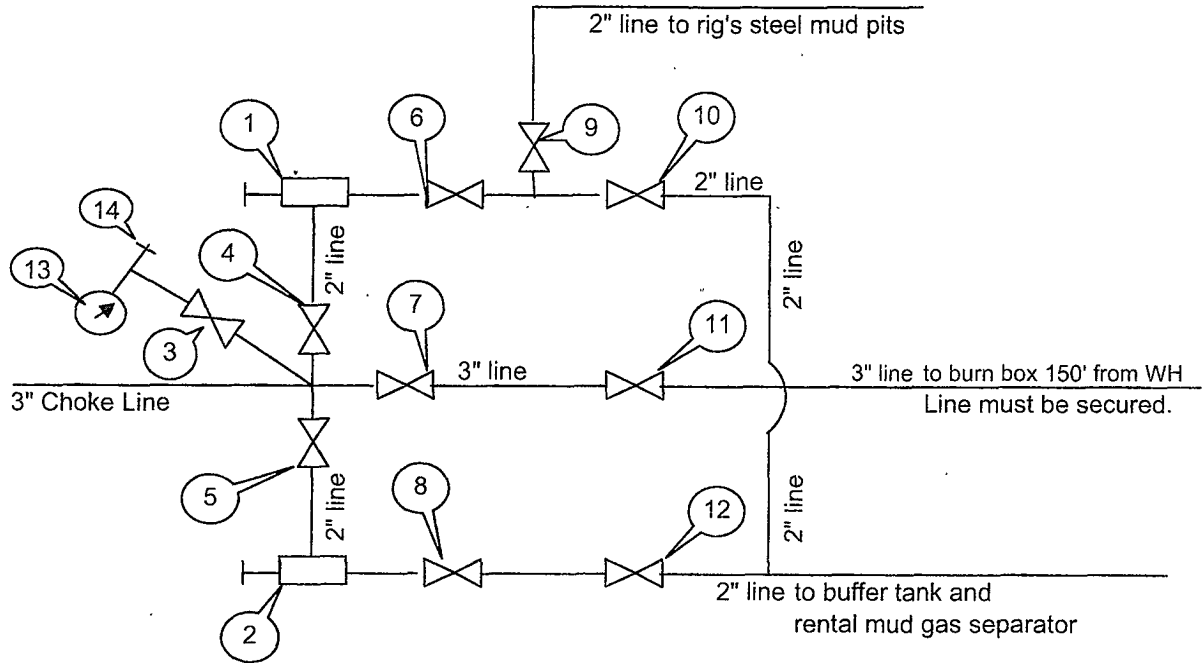 2" line to rig's steel mud pits
1
6
9
10
2" line
14
4
2" line
2" line
13
7
11
3
3" line
3" line to burn box 150' from WH
3" Choke Line
Line must be secured.
5
2" line
8
12
2" line
2
2" line to buffer tank and
rental mud gas separator